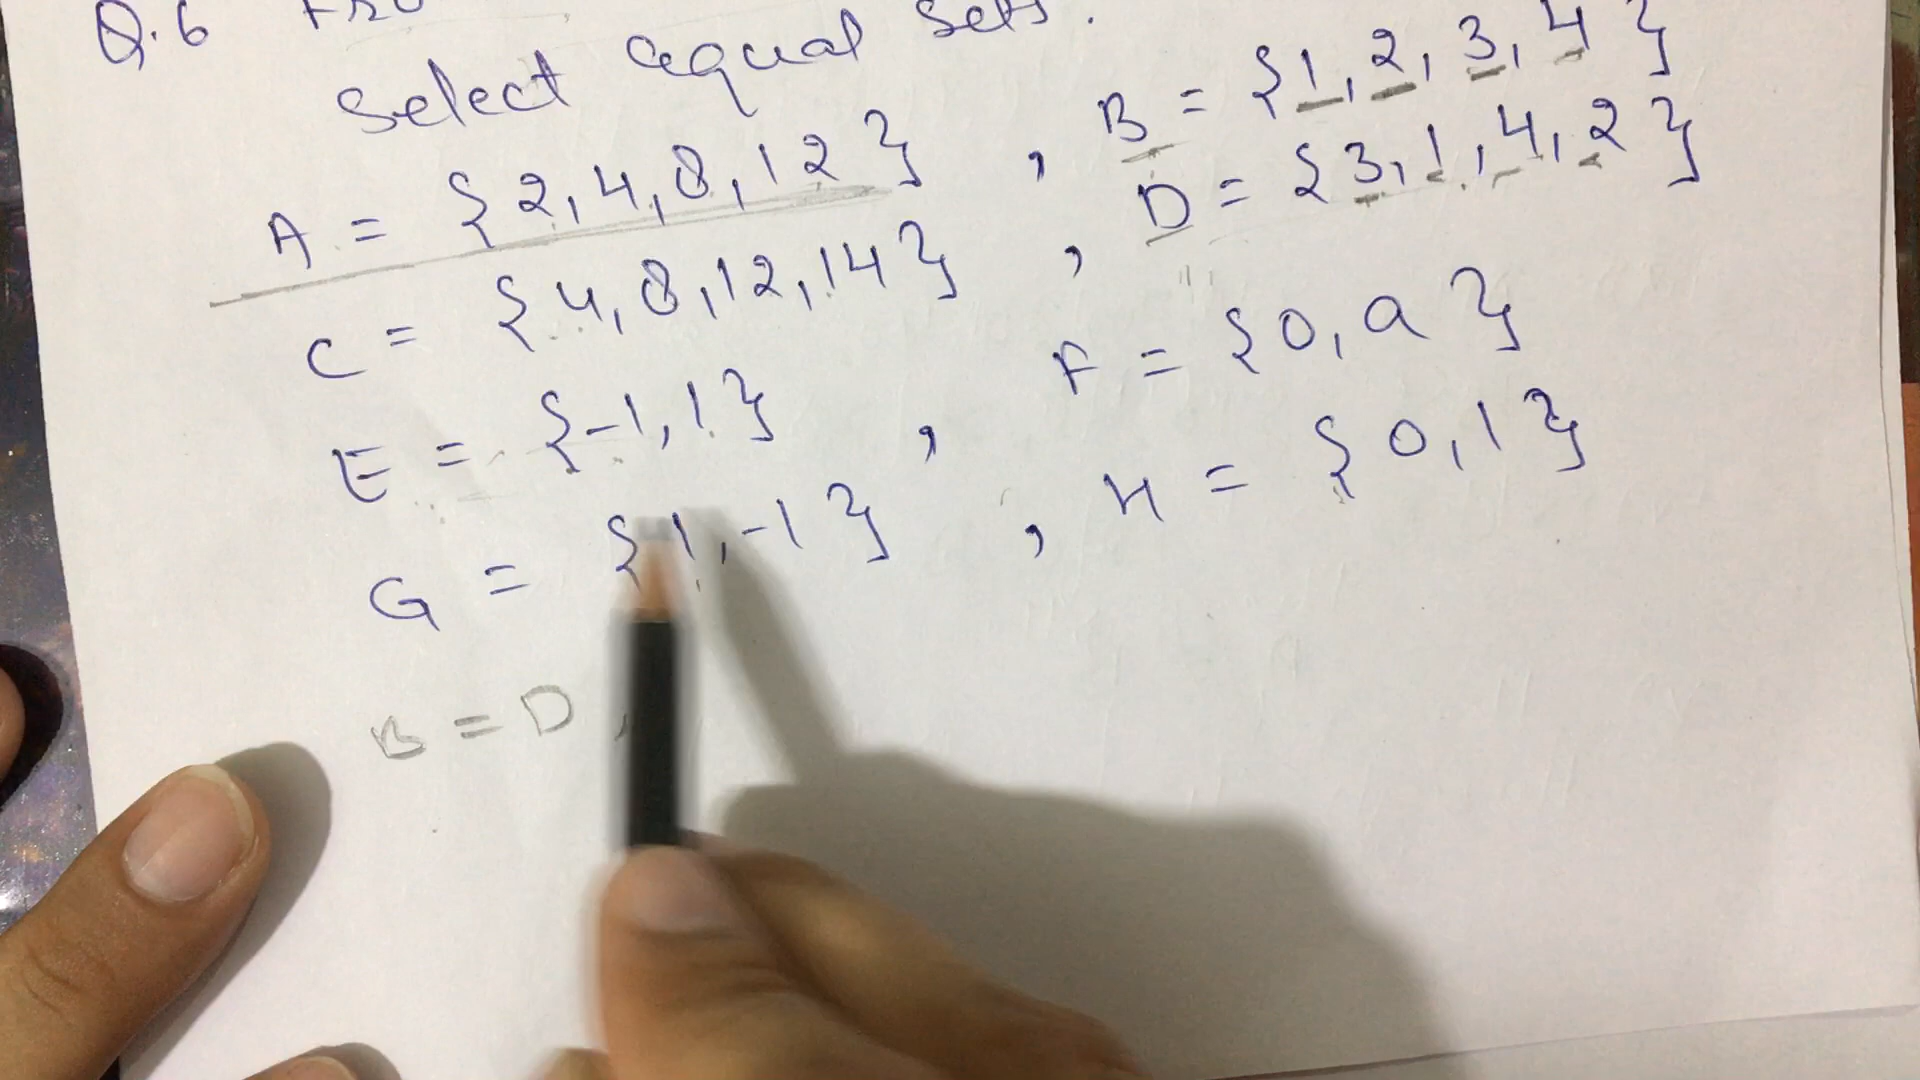 Q.6
Select equal sets.
A = {2,4,8,12} , B = {1,2,3,4}
C = {4,8,12,14} , D = {3,1,4,2}
E = {-1,1} , F = {0,a}
G = {1,-1} , H = {0,1}
B = D ,